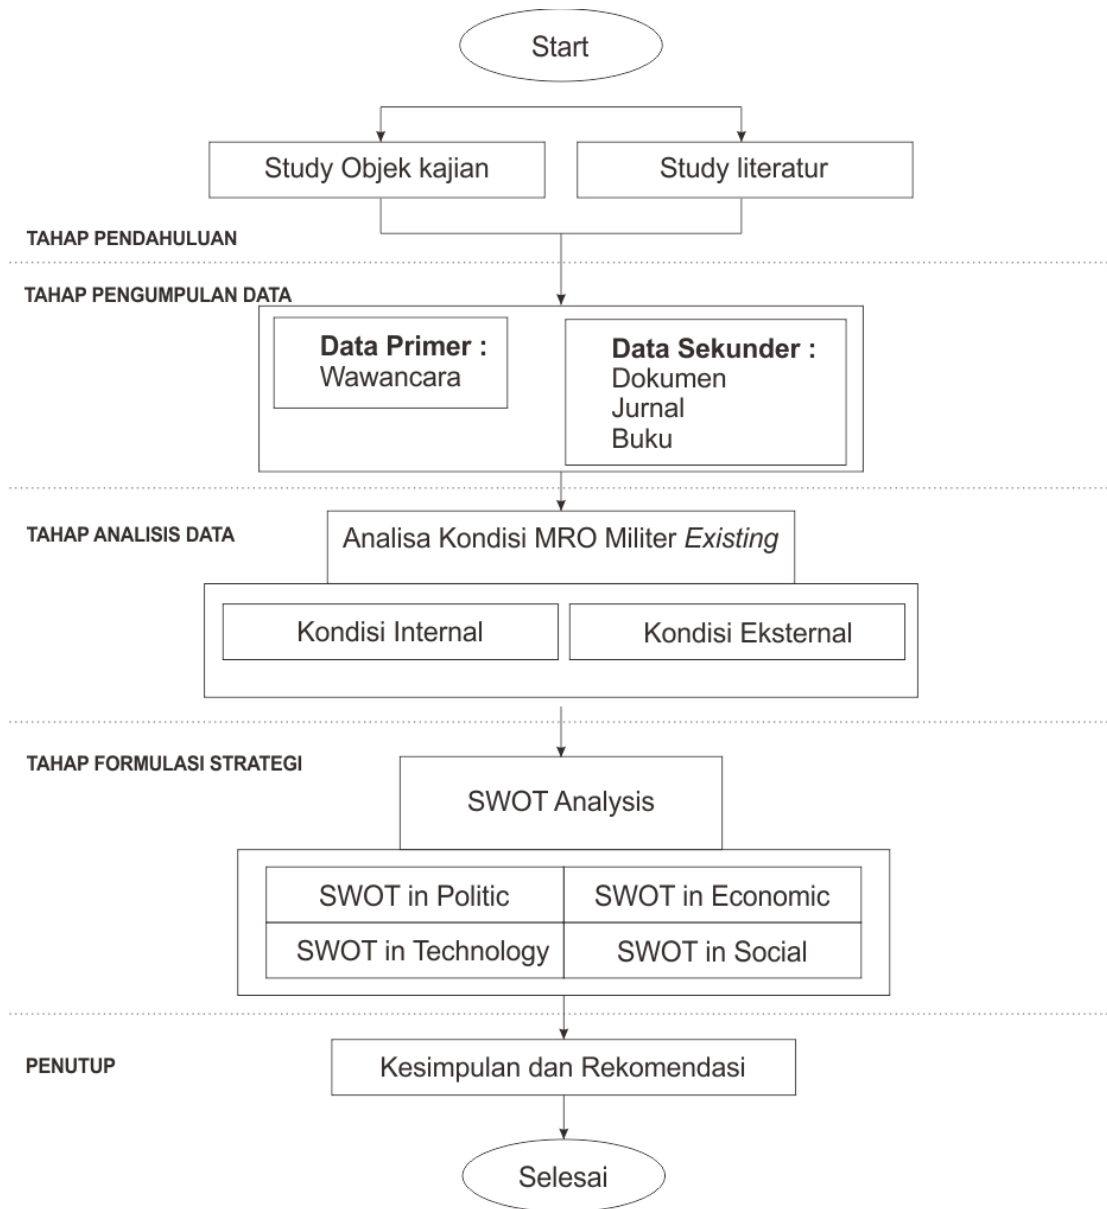 Start
Study Objek kajian
Study literatur
TAHAP PENDAHULUAN
TAHAP PENGUMPULAN DATA
Data Primer :
Wawancara
Data Sekunder :
Dokumen
Jurnal
Buku
TAHAP ANALISIS DATA
Analisa Kondisi MRO Militer Existing
Kondisi Internal
Kondisi Eksternal
TAHAP FORMULASI STRATEGI
SWOT Analysis
SWOT in Politic
SWOT in Economic
SWOT in Technology
SWOT in Social
PENUTUP
Kesimpulan dan Rekomendasi
Selesai